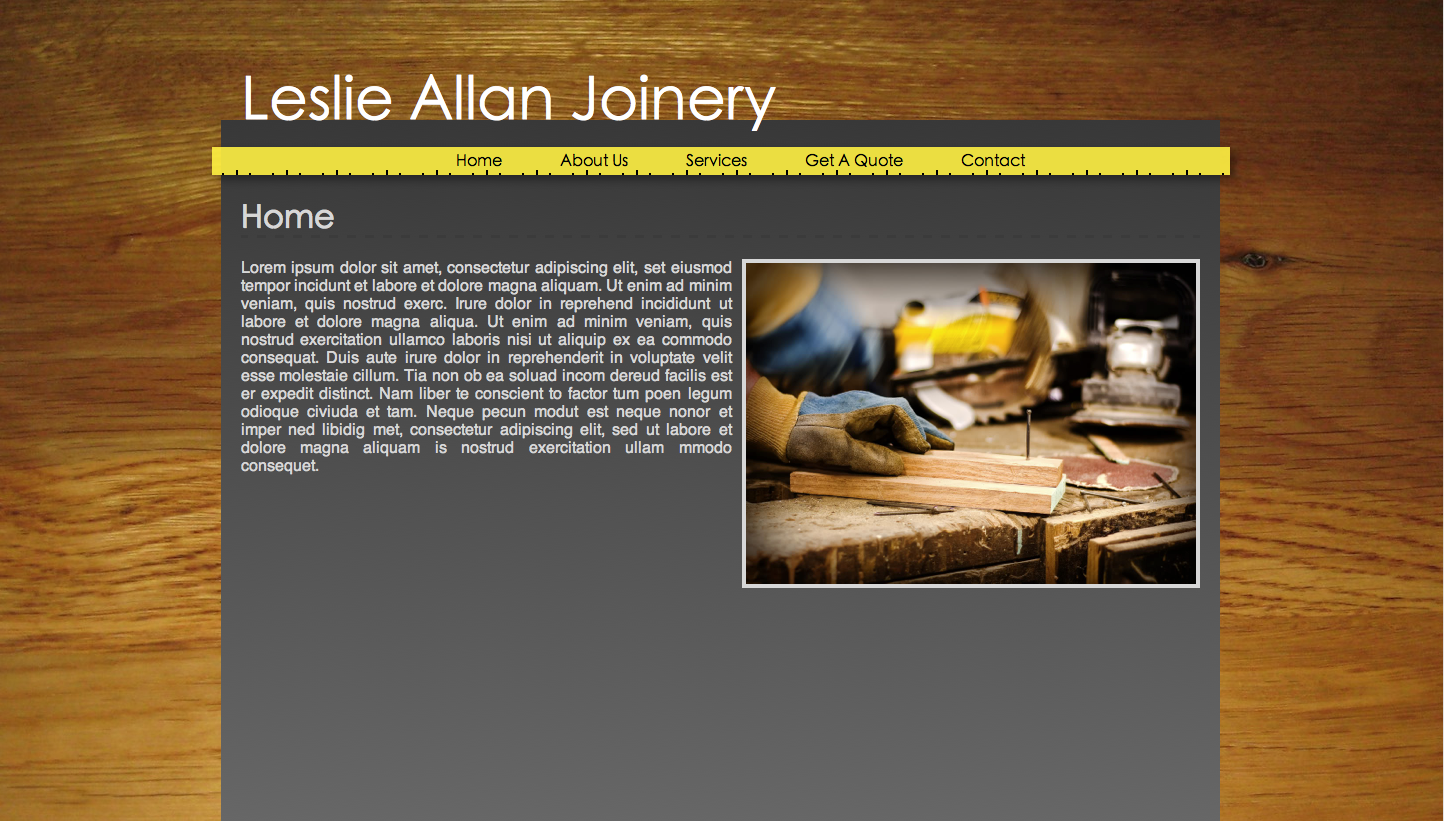 Leslie Allan Joinery
Home About Us Services Get A Quote Contact
Home
Lorem ipsum dolor sit amet, consectetur adipiscing elit, set eiusmod
tempor incidunt et labore et dolore magna aliquam. Ut enim ad minim
veniam, quis nostrud exerc. Irure dolor in reprehend incididunt ut
labore et dolore magna aliqua. Ut enim ad minim veniam, quis
nostrud exercitation ullamco laboris nisi ut aliquip ex ea commodo
consequat. Duis aute irure dolor in reprehenderit in voluptate velit
esse molestaie cillum. Tia non ob ea soluad incom dereud facilis est
er expedit distinct. Nam liber te conscient to factor tum poen legum
odioque civiuda et tam. Neque pecun modut est neque nonor et
imper ned libidig met, consectetur adipiscing elit, sed ut labore et
dolore magna aliquam is nostrud exercitation ullam mmodo
consequet.